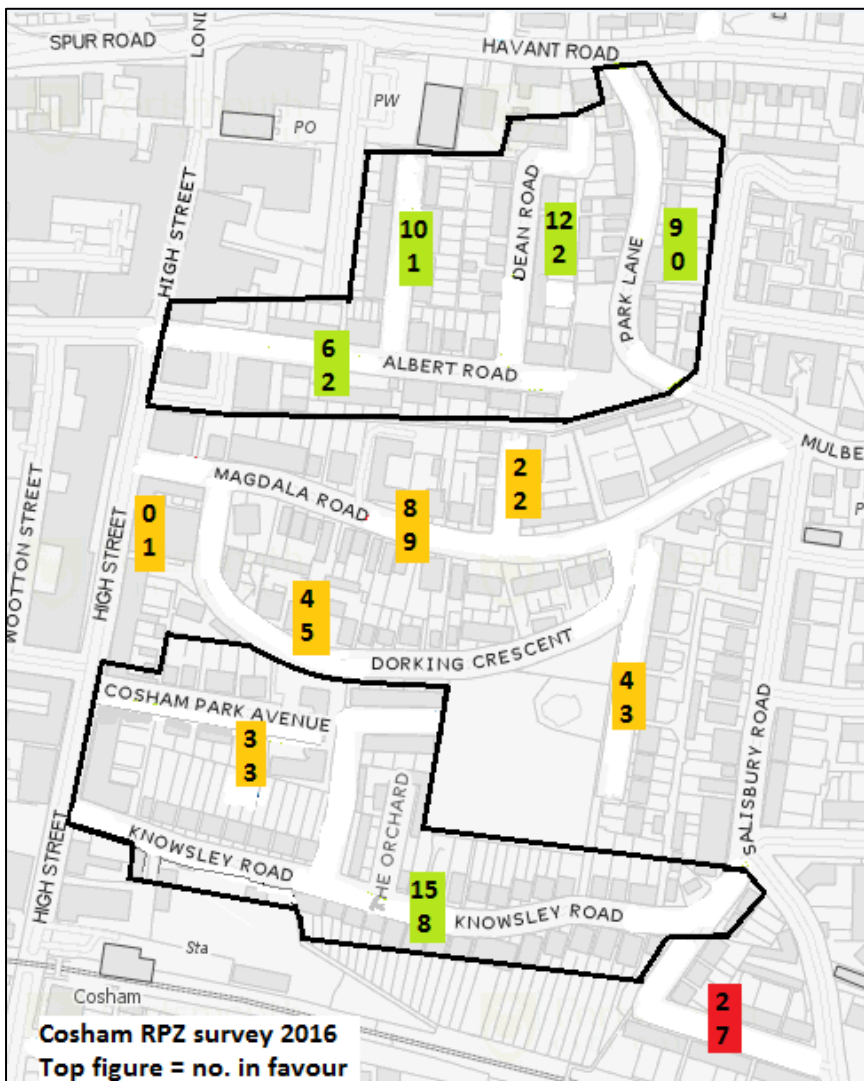 SPUR ROAD
LOND
HAVANT ROAD
PW
PO
HIGH STREET
DEAN ROAD
PARK LANE
10
1
12
2
9
0
6
2
ALBERT ROAD
MULBE
MAGDALA ROAD
2
2
8
9
0
1
HIGH STREET
WOOTTON STREET
4
5
DORKING CRESCENT
4
3
SALISBURY ROAD
COSHAM PARK AVENUE
3
3
HE ORCHARD
KNOWSLEY ROAD
15
8
KNOWSLEY ROAD
HIGH STREET
Sta
Cosham
2
7
Cosham RPZ survey 2016
Top figure = no. in favour